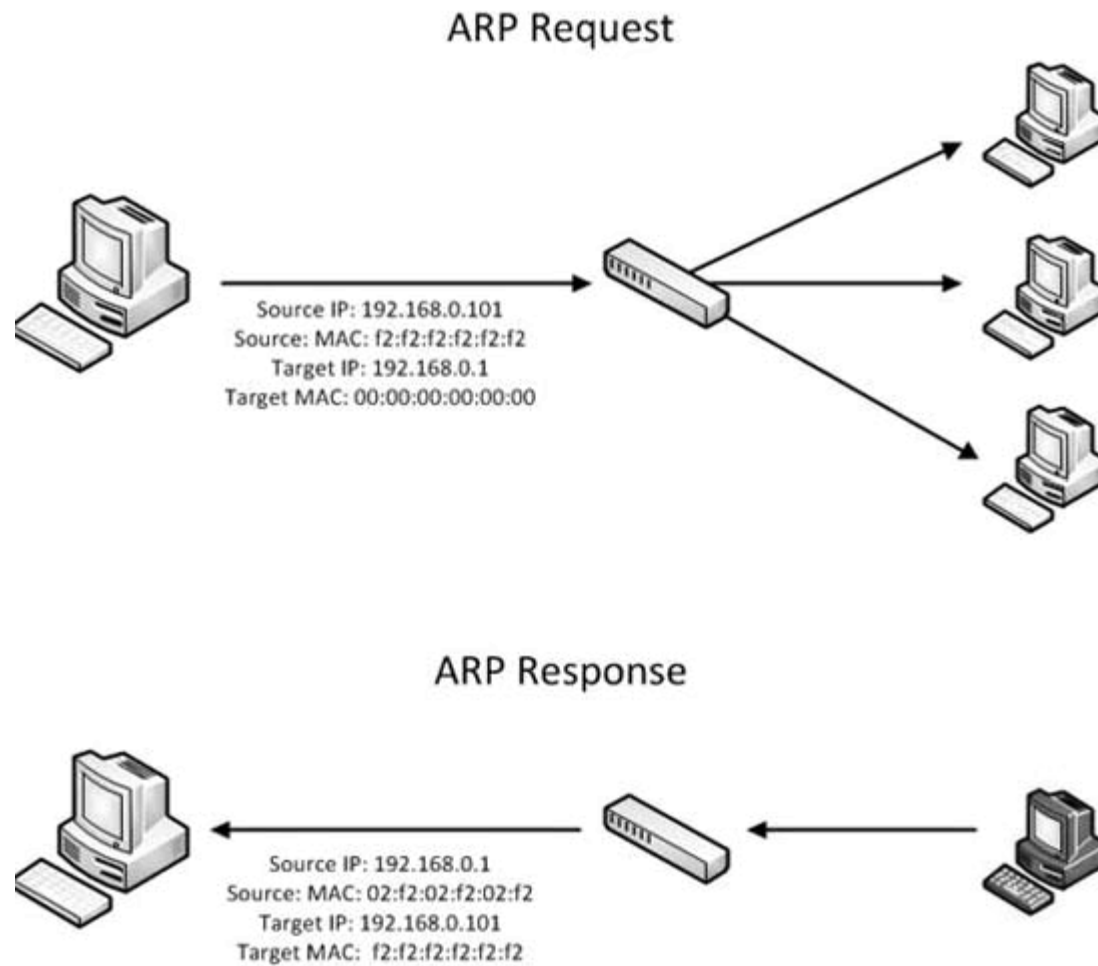 ARP Request
Source IP: 192.168.0.101
Source: MAC: f2:f2:f2:f2:f2:f2
Target IP: 192.168.0.1
Target MAC: 00:00:00:00:00:00
ARP Response
Source IP: 192.168.0.1
Source: MAC: 02:f2:02:f2:02:f2
Target IP: 192.168.0.101
Target MAC: f2:f2:f2:f2:f2:f2